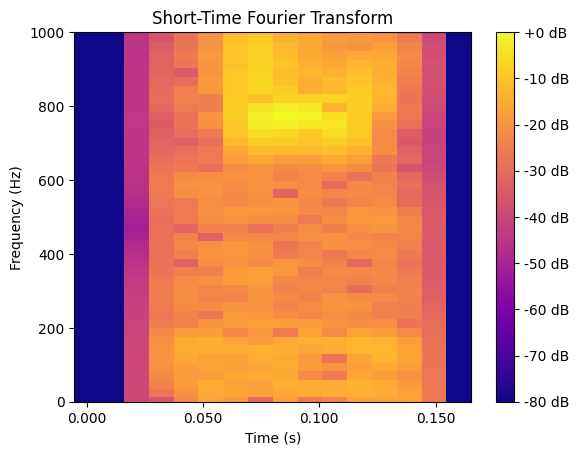 Short-Time Fourier Transform
Frequency (Hz)
1000
800
600
400
200
0
0.000 0.050 0.100 0.150
Time (s)
+0 dB
-10 dB
-20 dB
-30 dB
-40 dB
-50 dB
-60 dB
-70 dB
-80 dB